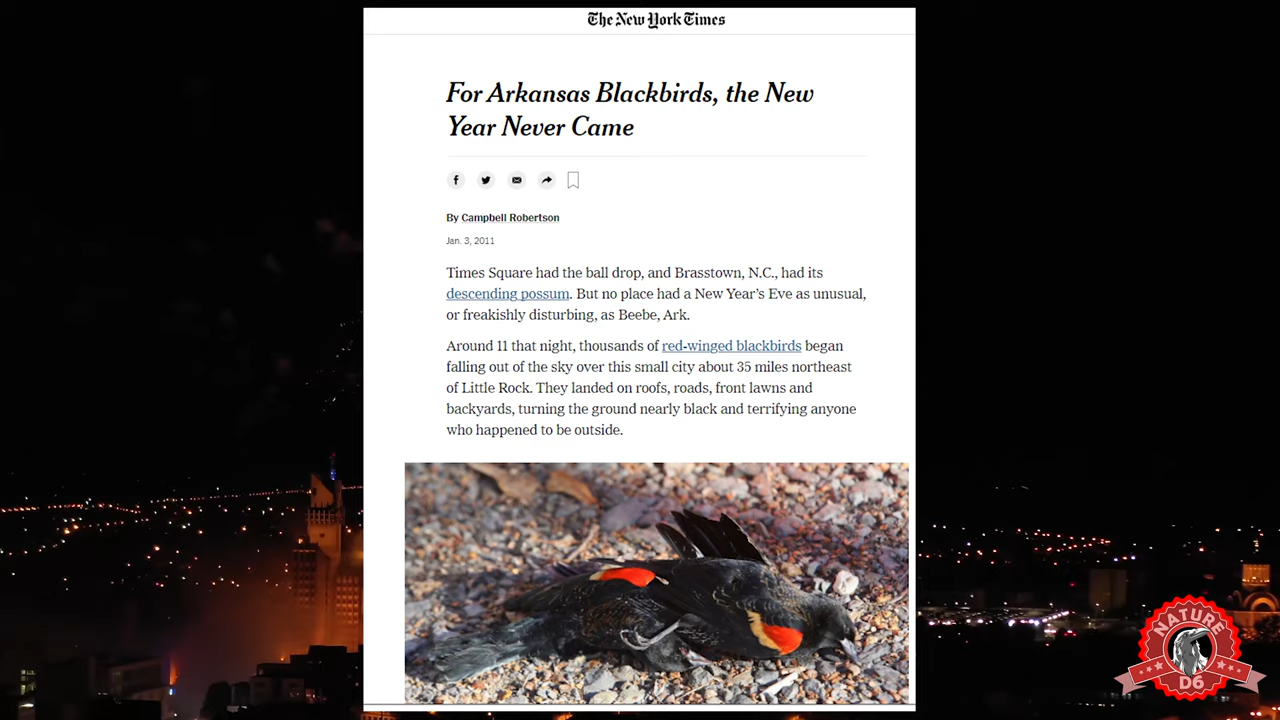 The New York Times
For Arkansas Blackbirds, the New
Year Never Came
By Campbell Robertson
Jan. 3, 2011
Times Square had the ball drop, and Brasstown, N.C., had its
descending possum. But no place had a New Year’s Eve as unusual,
or freakishly disturbing, as Beebe, Ark.
Around 11 that night, thousands of red-winged blackbirds began
falling out of the sky over this small city about 35 miles northeast
of Little Rock. They landed on roofs, roads, front lawns and
backyards, turning the ground nearly black and terrifying anyone
who happened to be outside.
NATURE
D6